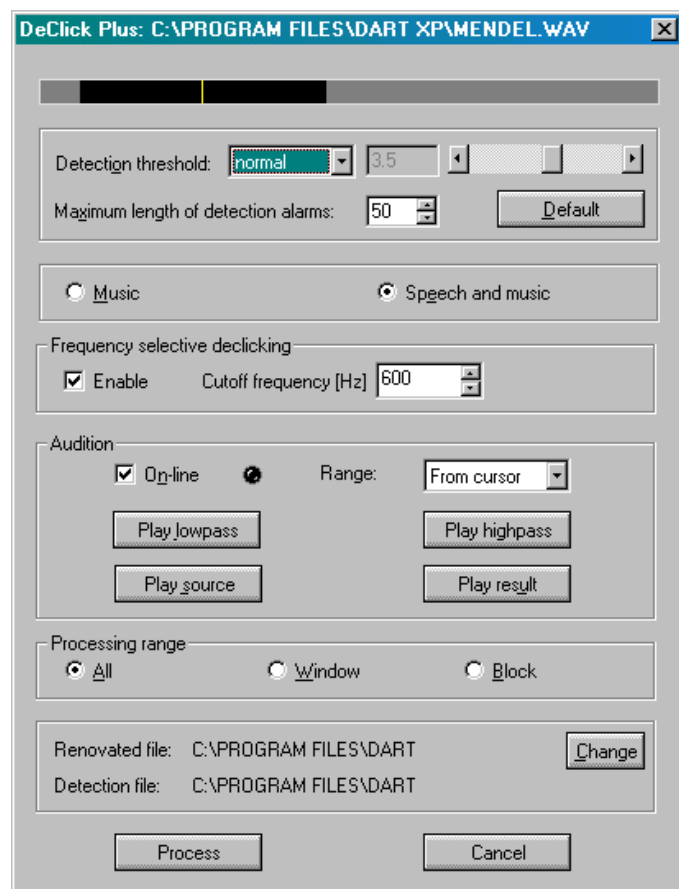 DeClick Plus: C:\PROGRAM FILES\DART XP\MENDEL.WAV
Detection threshold: normal 3.5
Maximum length of detection alarms: 50 Default
Music Speech and music
Frequency selective declicking
Enable Cutoff frequency [Hz] 600
Audition
On-line Range: From cursor
Play lowpass Play highpass
Play source Play result
Processing range
All Window Block
Renovated file: C:\PROGRAM FILES\DART Change
Detection file: C:\PROGRAM FILES\DART
Process Cancel